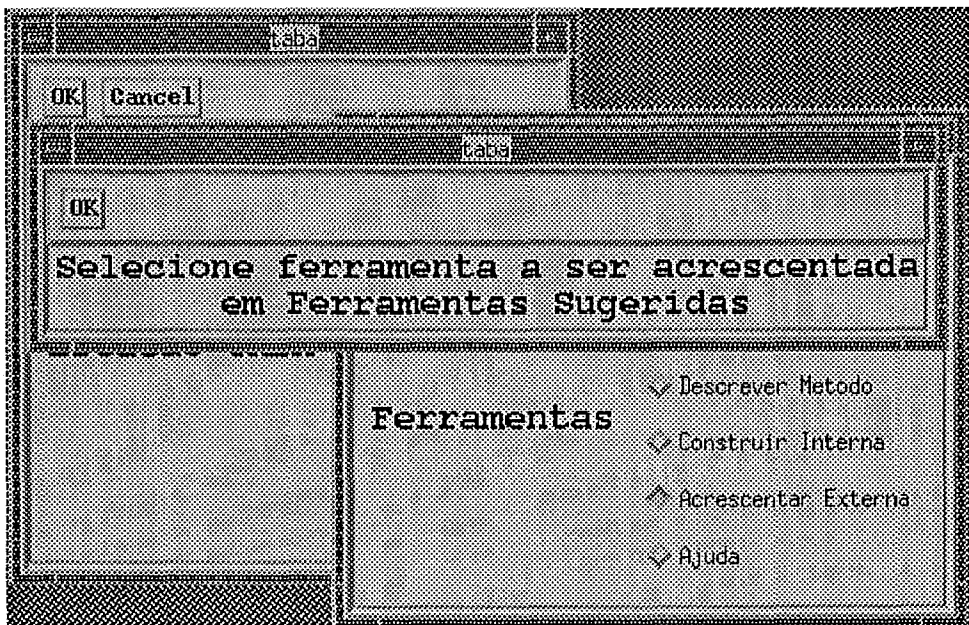 taba
OK Cancel
taba
OK
Selecione ferramenta a ser acrescentada
em Ferramentas Sugeridas
Descrever Metodo
Ferramentas
Construir Interna
Acrescentar Externa
Ajuda